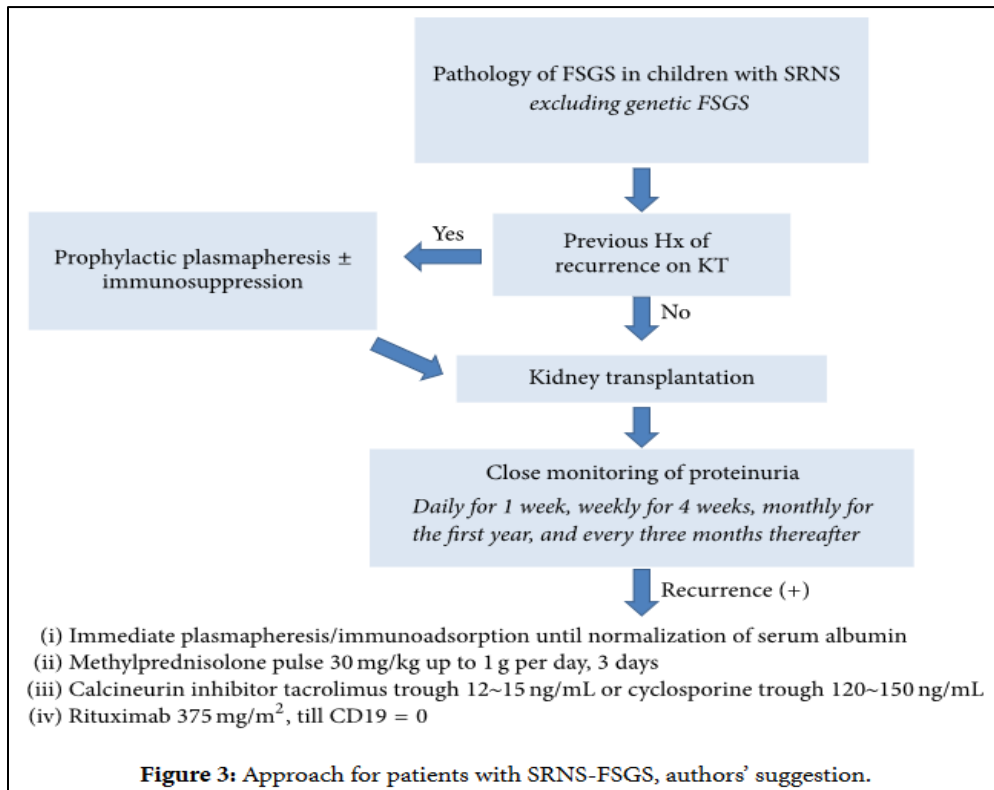 Pathology of FSGS in children with SRNS
excluding genetic FSGS
Previous Hx of
recurrence on KT
Yes
Prophylactic plasmapheresis ±
immunosuppression
No
Kidney transplantation
Close monitoring of proteinuria
Daily for 1 week, weekly for 4 weeks, monthly for
the first year, and every three months thereafter
Recurrence (+)
(i) Immediate plasmapheresis/immunoadsorption until normalization of serum albumin
(ii) Methylprednisolone pulse 30 mg/kg up to 1 g per day, 3 days
(iii) Calcineurin inhibitor tacrolimus trough 12~15 ng/mL or cyclosporine trough 120~150 ng/mL
(iv) Rituximab 375 mg/m², till CD19 = 0
Figure 3: Approach for patients with SRNS-FSGS, authors’ suggestion.